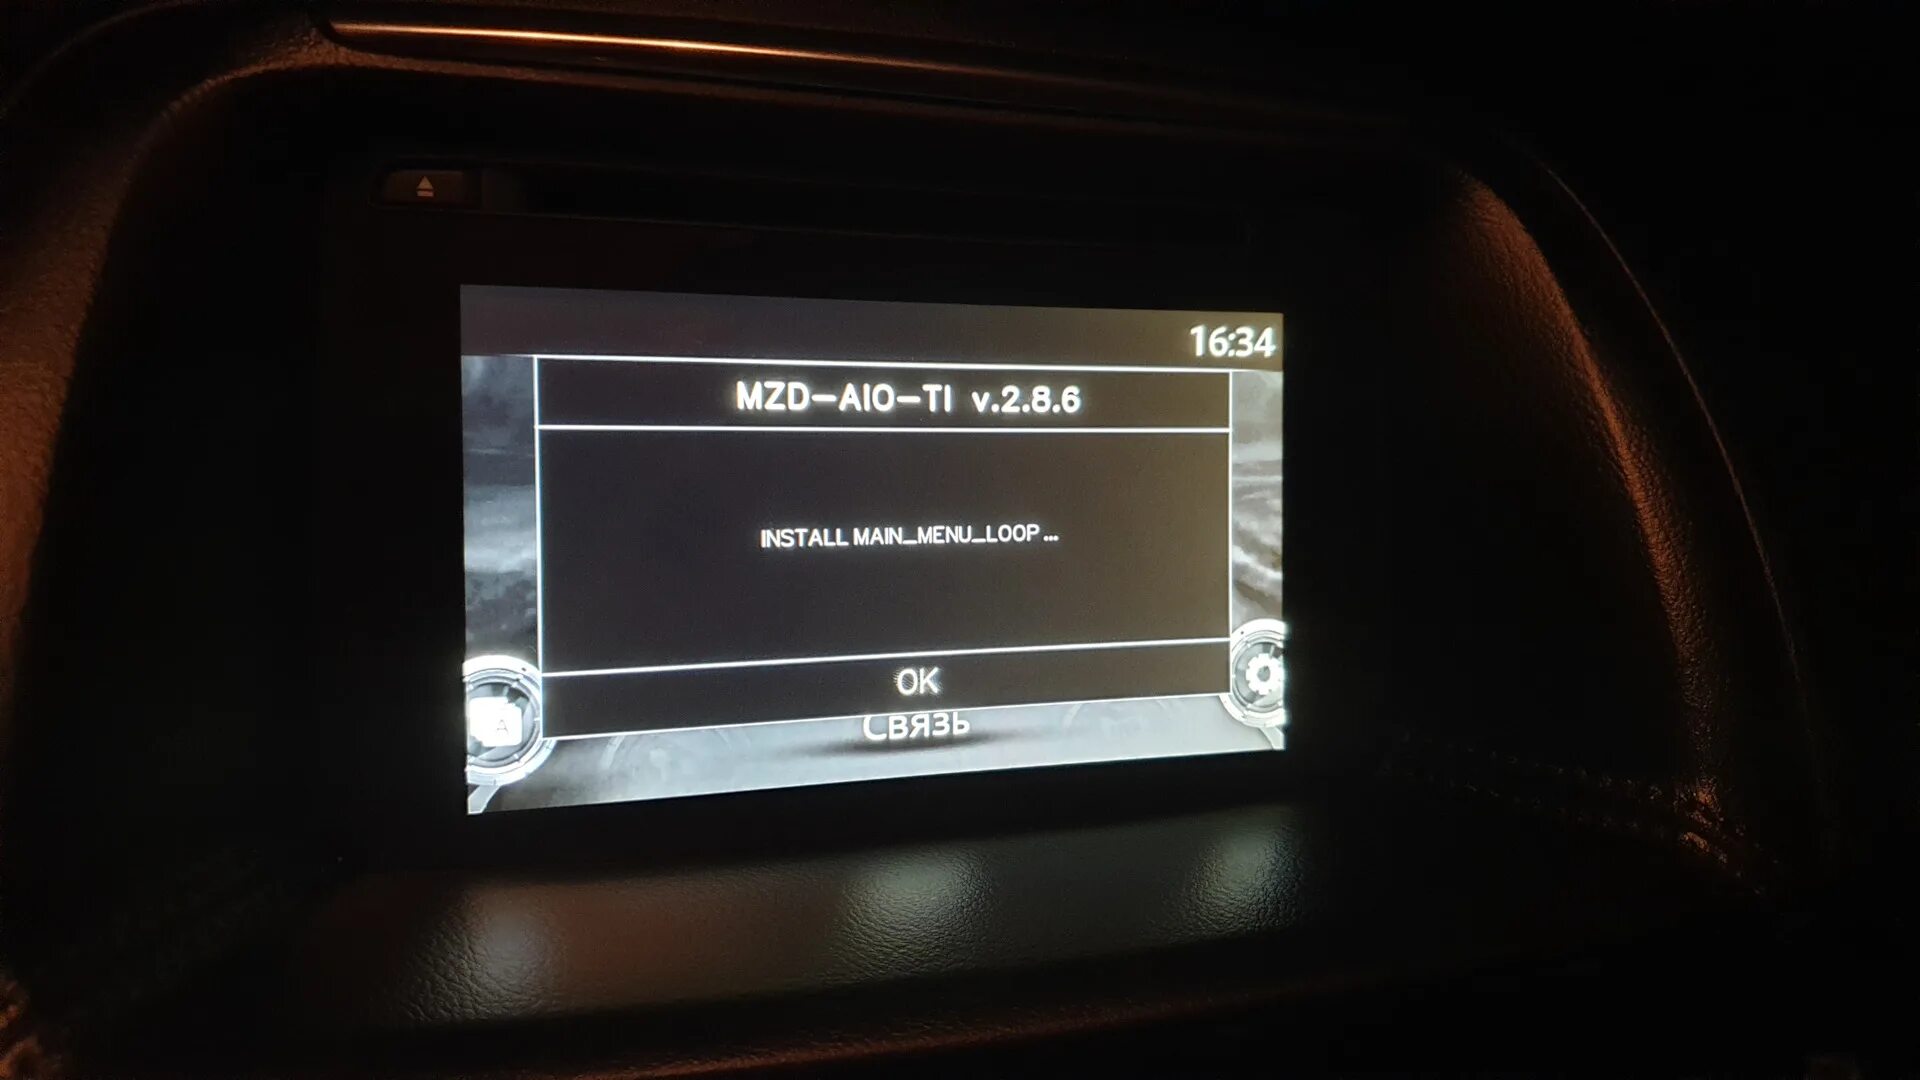 16:34
MZD-AIO-TI v.2.8.6
INSTALL MAIN_MENU_LOOP ...
OK
Связь
A